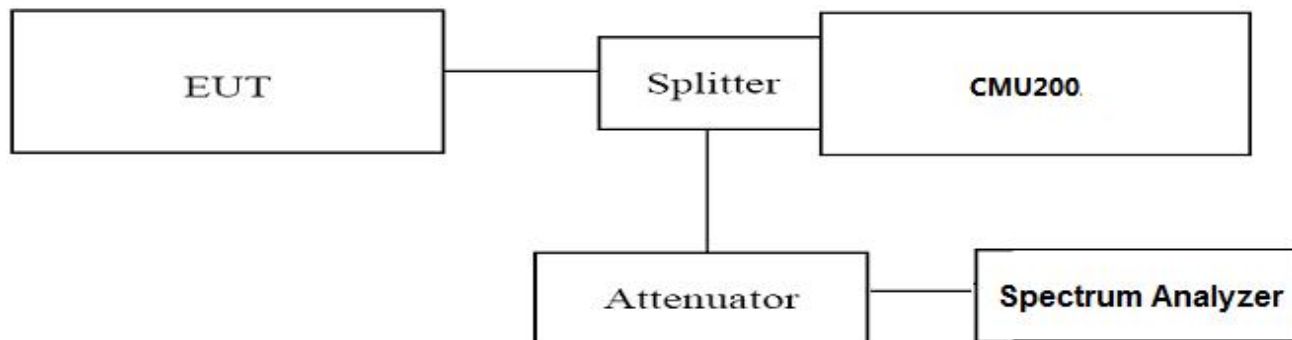 EUT
Splitter
CMU200
Attenuator
Spectrum Analyzer